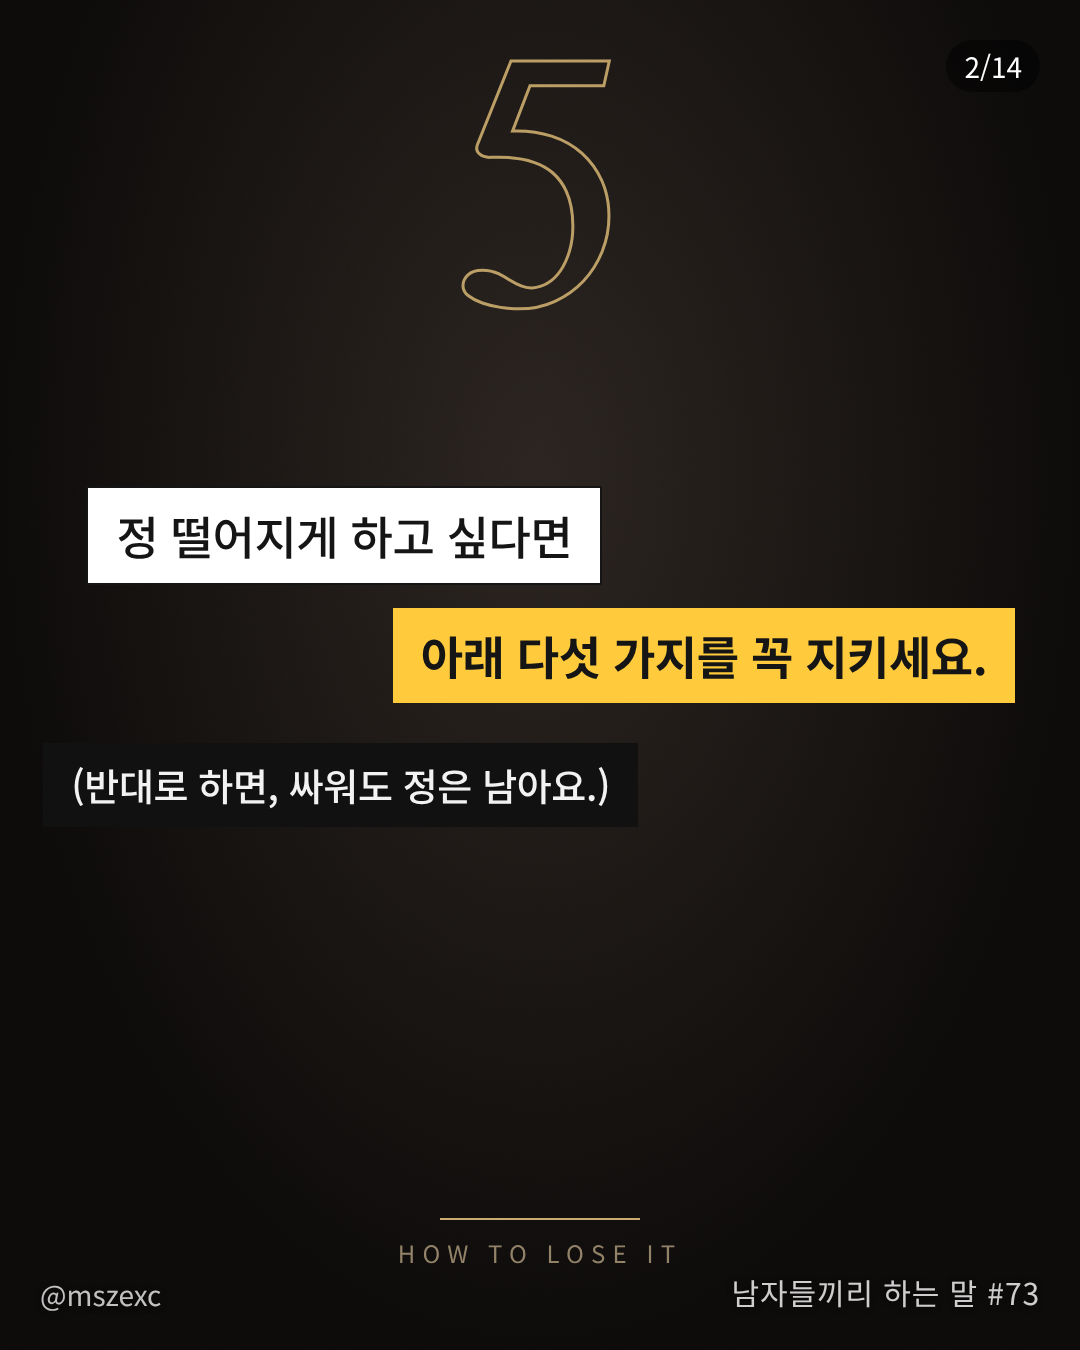 2/14
5
정 떨어지게 하고 싶다면
아래 다섯 가지를 꼭 지키세요.
(반대로 하면, 싸워도 정은 남아요.)
HOW TO LOSE IT
@mszexc
남자들끼리 하는 말 #73